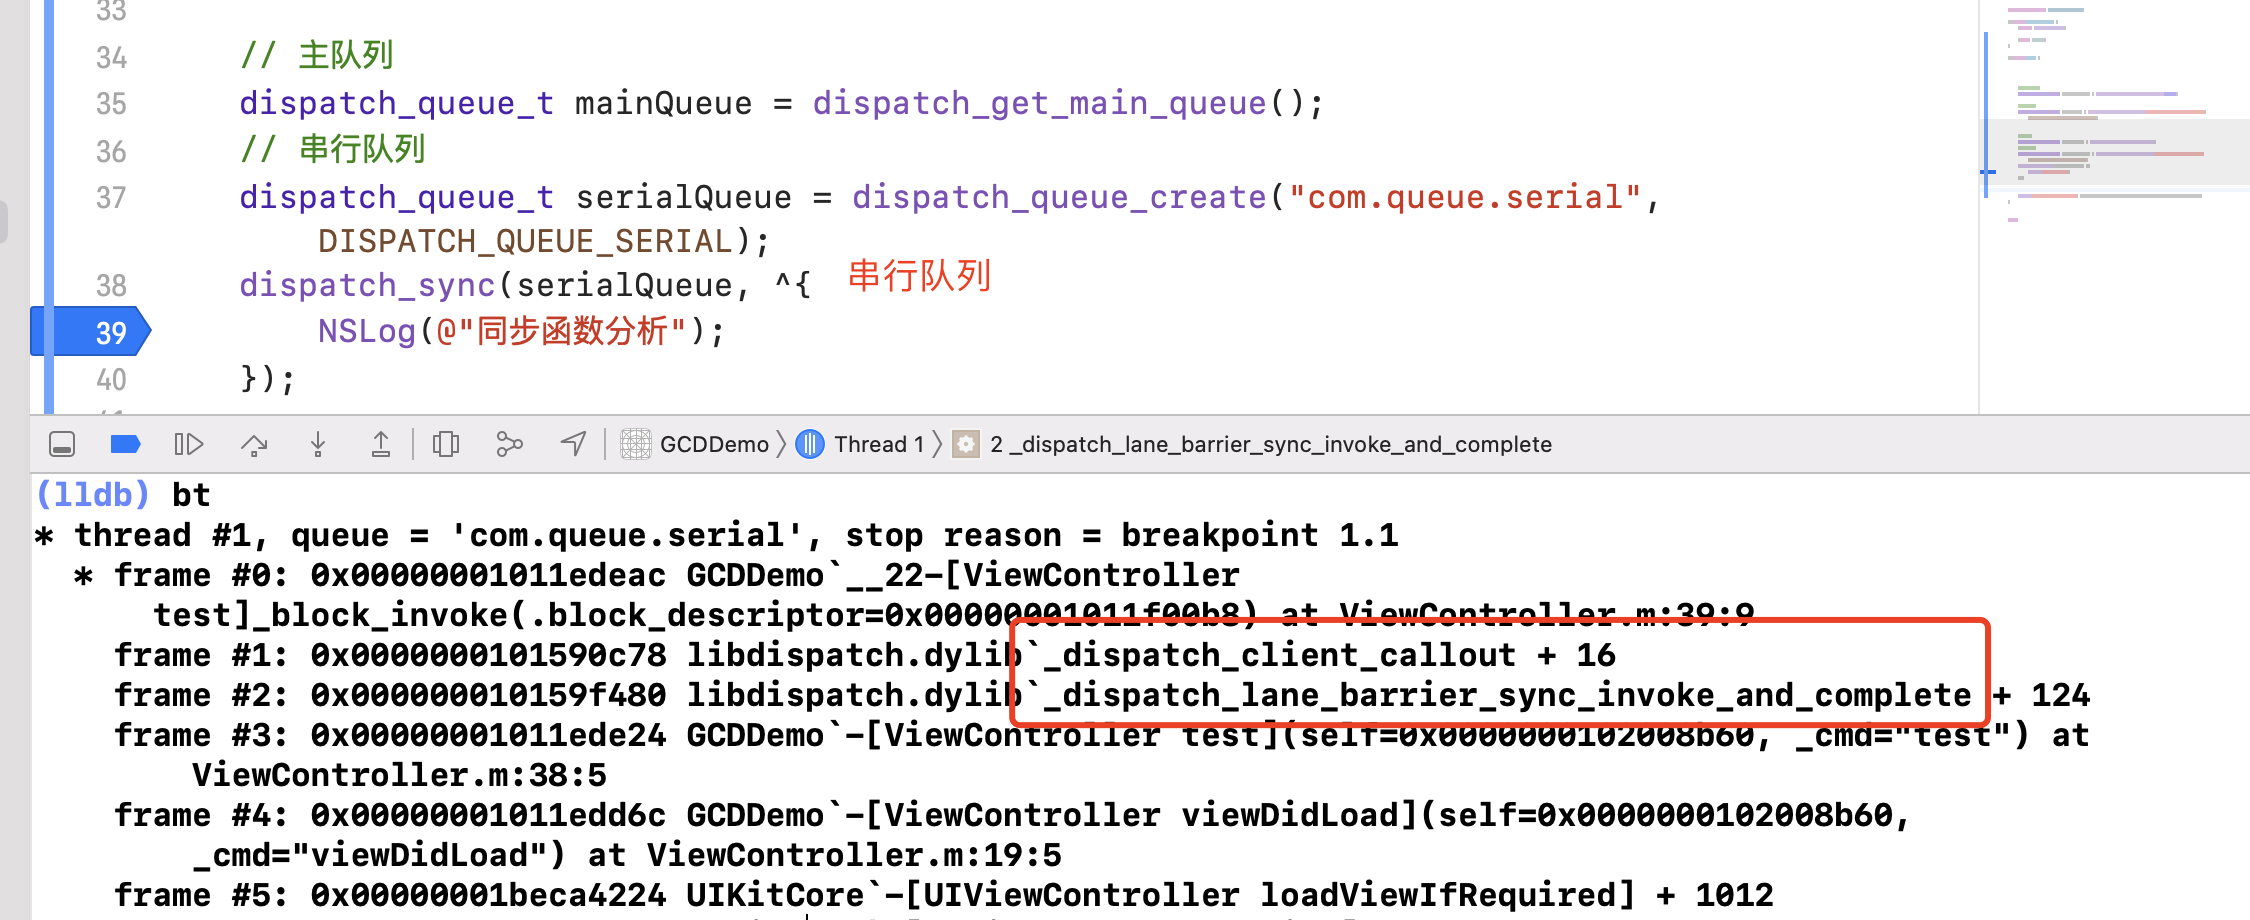 33
34 // 主队列
35 dispatch_queue_t mainQueue = dispatch_get_main_queue();
36 // 串行队列
37 dispatch_queue_t serialQueue = dispatch_queue_create("com.queue.serial",
DISPATCH_QUEUE_SERIAL);
38 dispatch_sync(serialQueue, ^{ 串行队列
39 NSLog(@"同步函数分析");
40 });
GCDDemo 〉 Thread 1 〉 2 _dispatch_lane_barrier_sync_invoke_and_complete
(lldb) bt
* thread #1, queue = 'com.queue.serial', stop reason = breakpoint 1.1
* frame #0: 0x00000001011edeac GCDDemo`__22-[ViewController
test]_block_invoke(.block_descriptor=0x00000001011f00b8) at ViewController.m:39:9
frame #1: 0x0000000101590c78 libdispatch.dylib`_dispatch_client_callout + 16
frame #2: 0x000000010159f480 libdispatch.dylib`_dispatch_lane_barrier_sync_invoke_and_complete + 124
frame #3: 0x00000001011ede24 GCDDemo`-[ViewController test](self=0x0000000102008b60, _cmd="test") at
ViewController.m:38:5
frame #4: 0x00000001011edd6c GCDDemo`-[ViewController viewDidLoad](self=0x0000000102008b60,
_cmd="viewDidLoad") at ViewController.m:19:5
frame #5: 0x00000001beca4224 UIKitCore`-[UIViewController loadViewIfRequired] + 1012